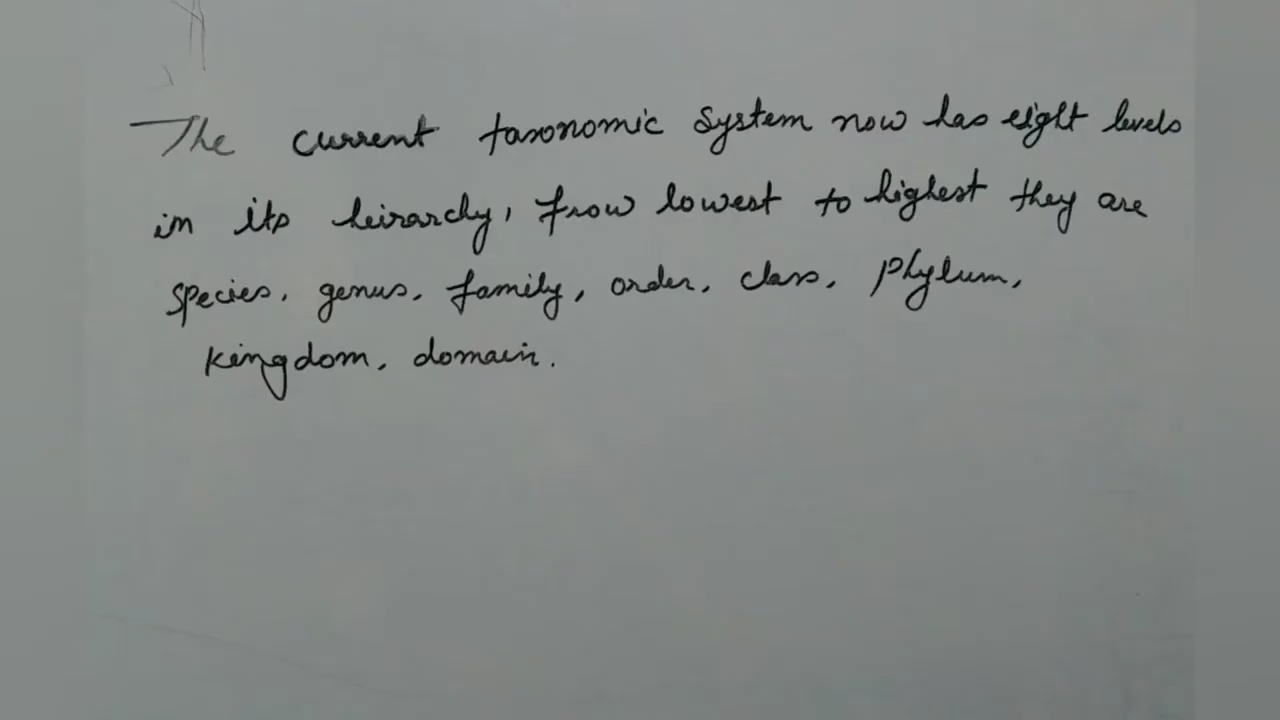 The current taxonomic system now has eight levels
in its heirarchy, from lowest to highest they are
species, genus, family, order, class, phylum,
kingdom, domain.